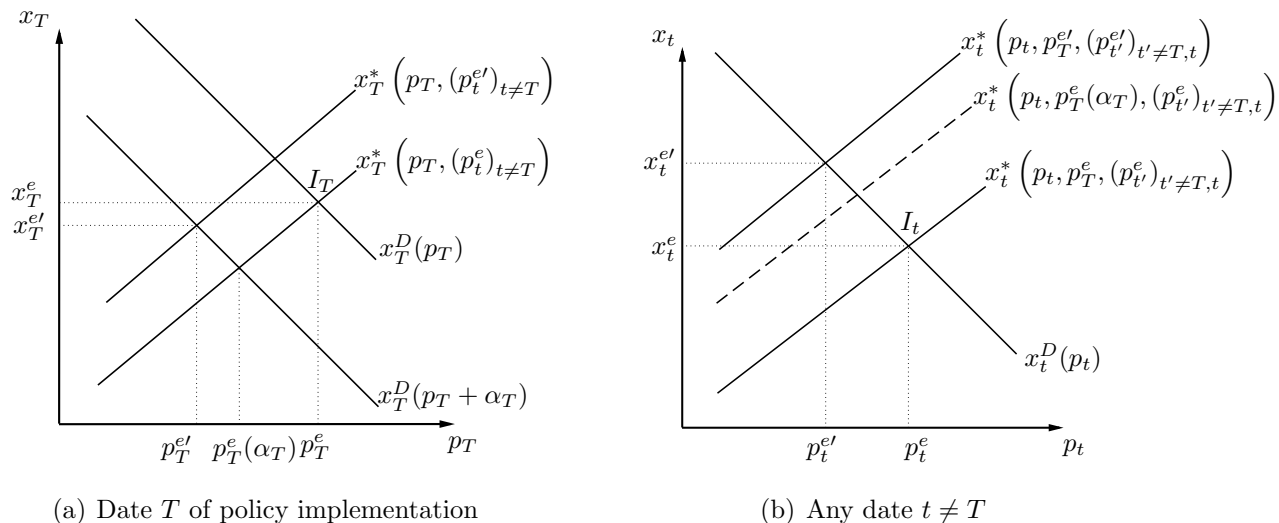 x_T
x_T^* (p_T, (p_t^{e'})_{t≠T})
x_T^* (p_T, (p_t^e)_{t≠T})
I_T
x_T^e
x_T^{e'}
x_T^D(p_T)
x_T^D(p_T + α_T)
p_T^{e'} p_T^e(α_T) p_T^e p_T
(a) Date T of policy implementation
x_t
x_t^* (p_t, p_T^{e'}, (p_{t'}^{e'})_{t'≠T,t})
x_t^* (p_t, p_T^e(α_T), (p_{t'}^e)_{t'≠T,t})
x_t^{e'}
x_t^* (p_t, p_T^e, (p_{t'}^e)_{t'≠T,t})
I_t
x_t^e
x_t^D(p_t)
p_t^{e'} p_t^e p_t
(b) Any date t ≠ T